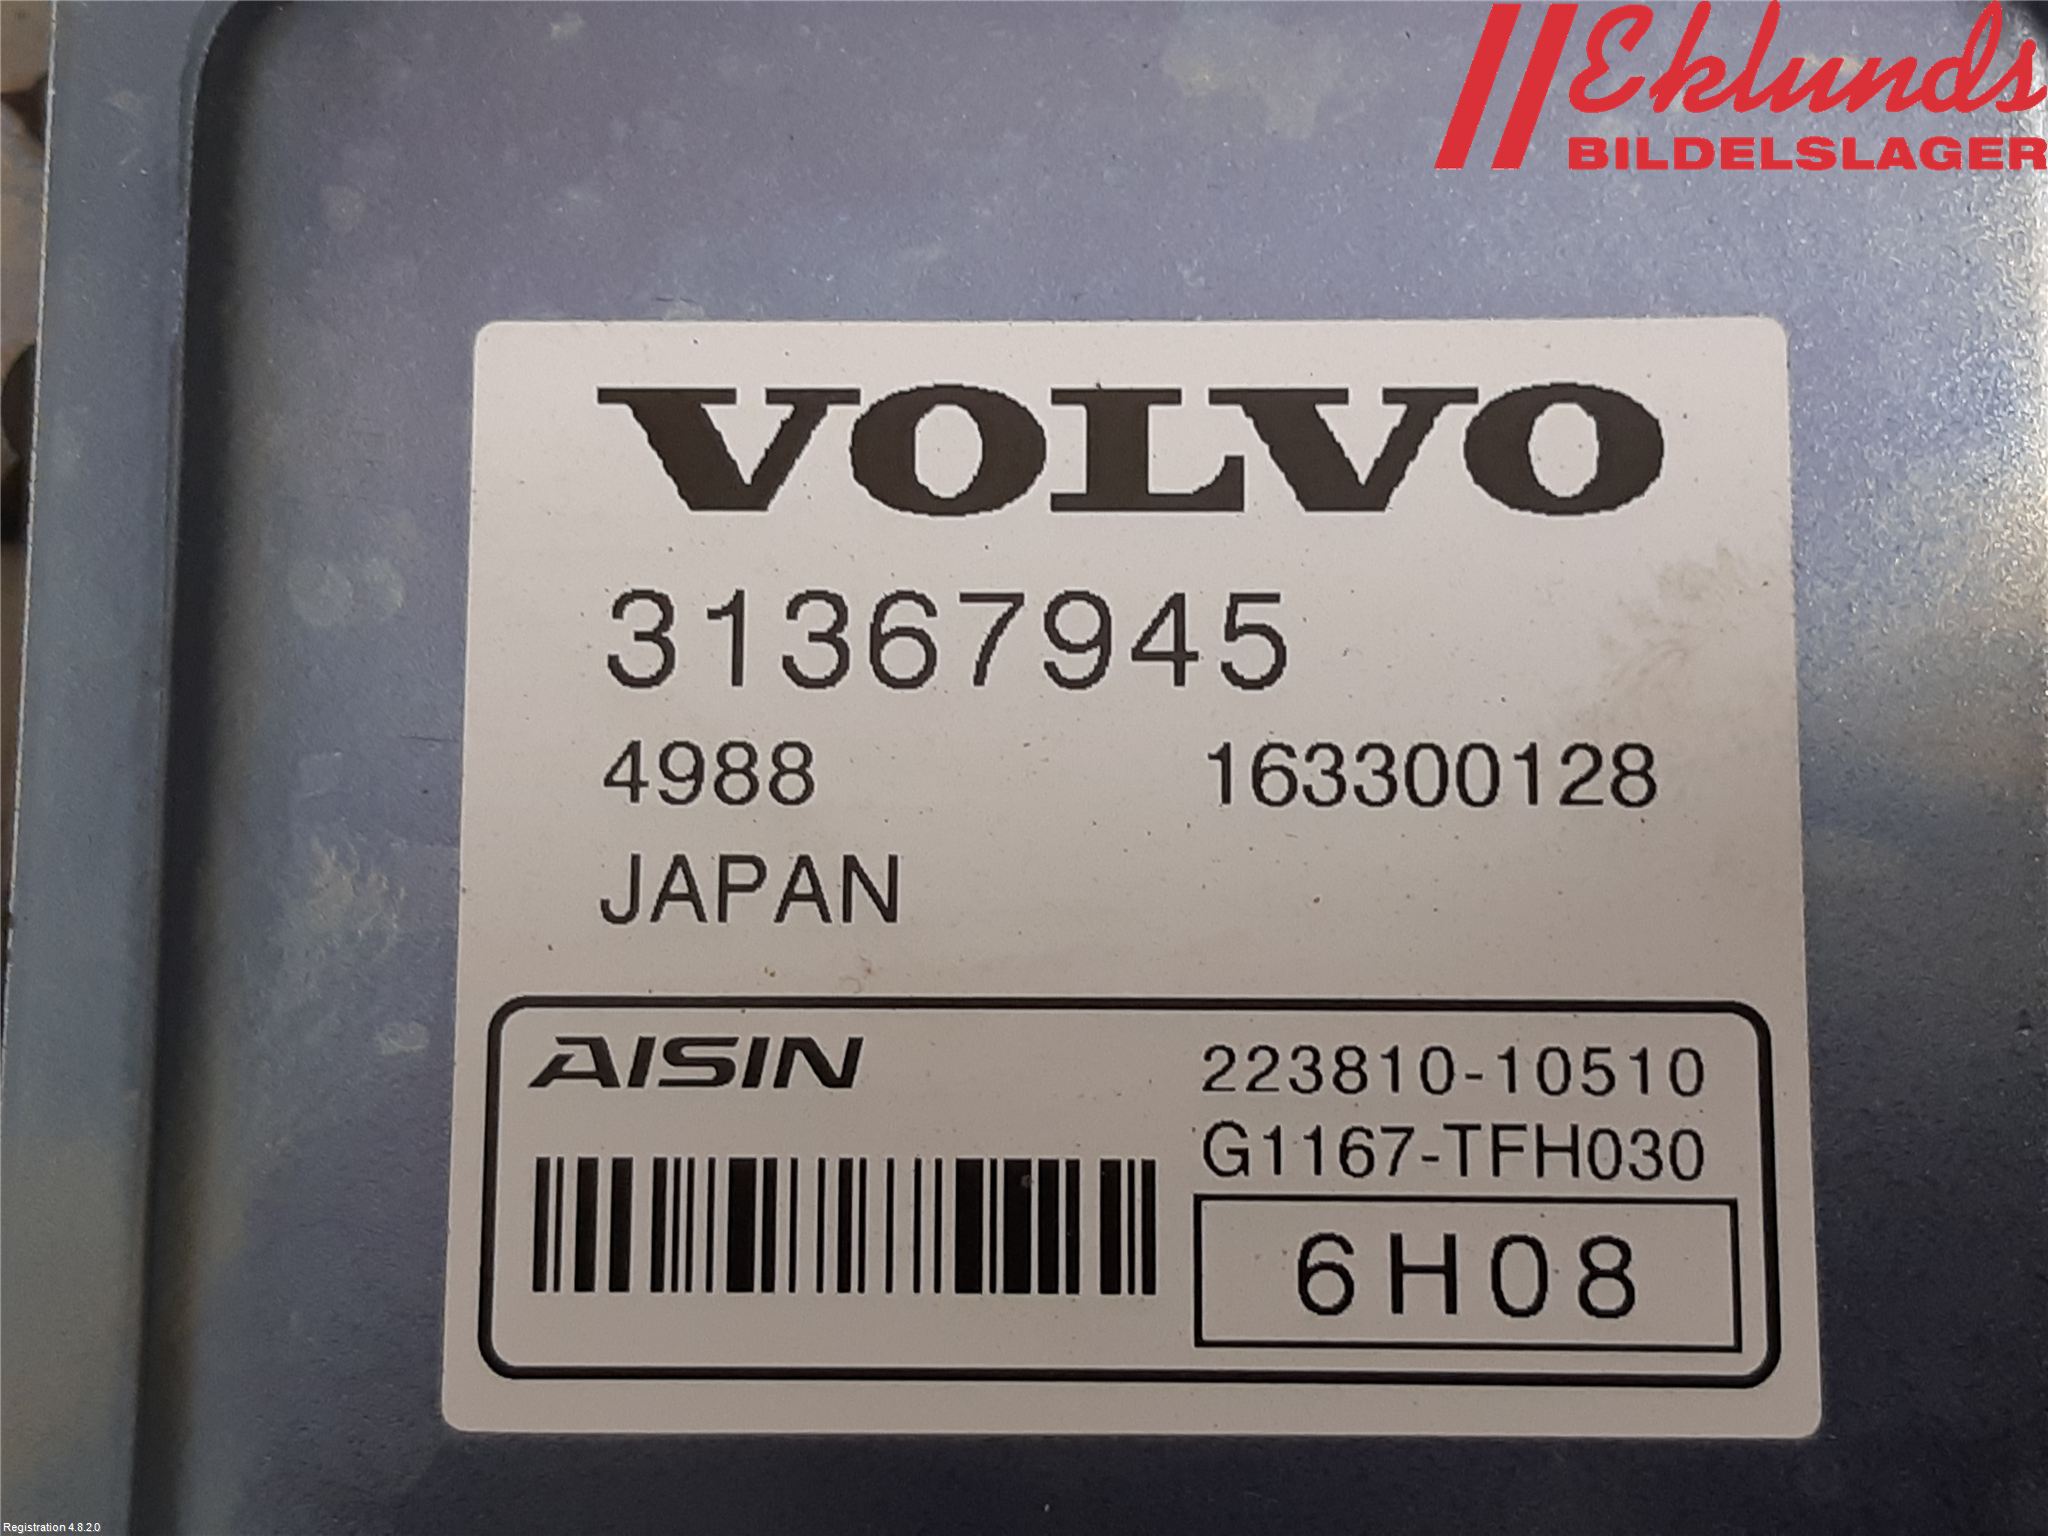 Eklunds
BILDELSLAGER
VOLVO
31367945
4988 163300128
JAPAN
AISIN 223810-10510
G1167-TFH030
6H08
Registration 4.8.2.0